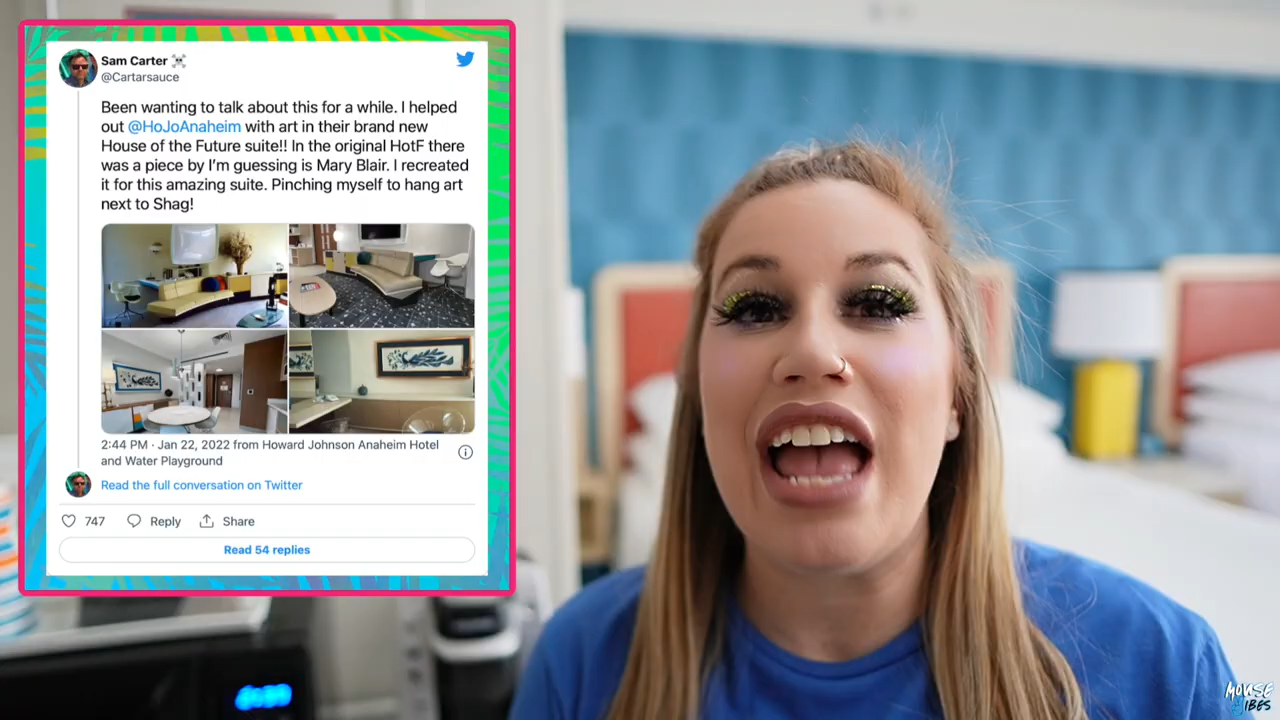 Sam Carter ☠️
@Cartarsauce
Been wanting to talk about this for a while. I helped
out @HoJoAnaheim with art in their brand new
House of the Future suite!! In the original HotF there
was a piece by I’m guessing is Mary Blair. I recreated
it for this amazing suite. Pinching myself to hang art
next to Shag!
2:44 PM · Jan 22, 2022 from Howard Johnson Anaheim Hotel
and Water Playground
Read the full conversation on Twitter
747 Reply Share
Read 54 replies
MOUSE
VIBES